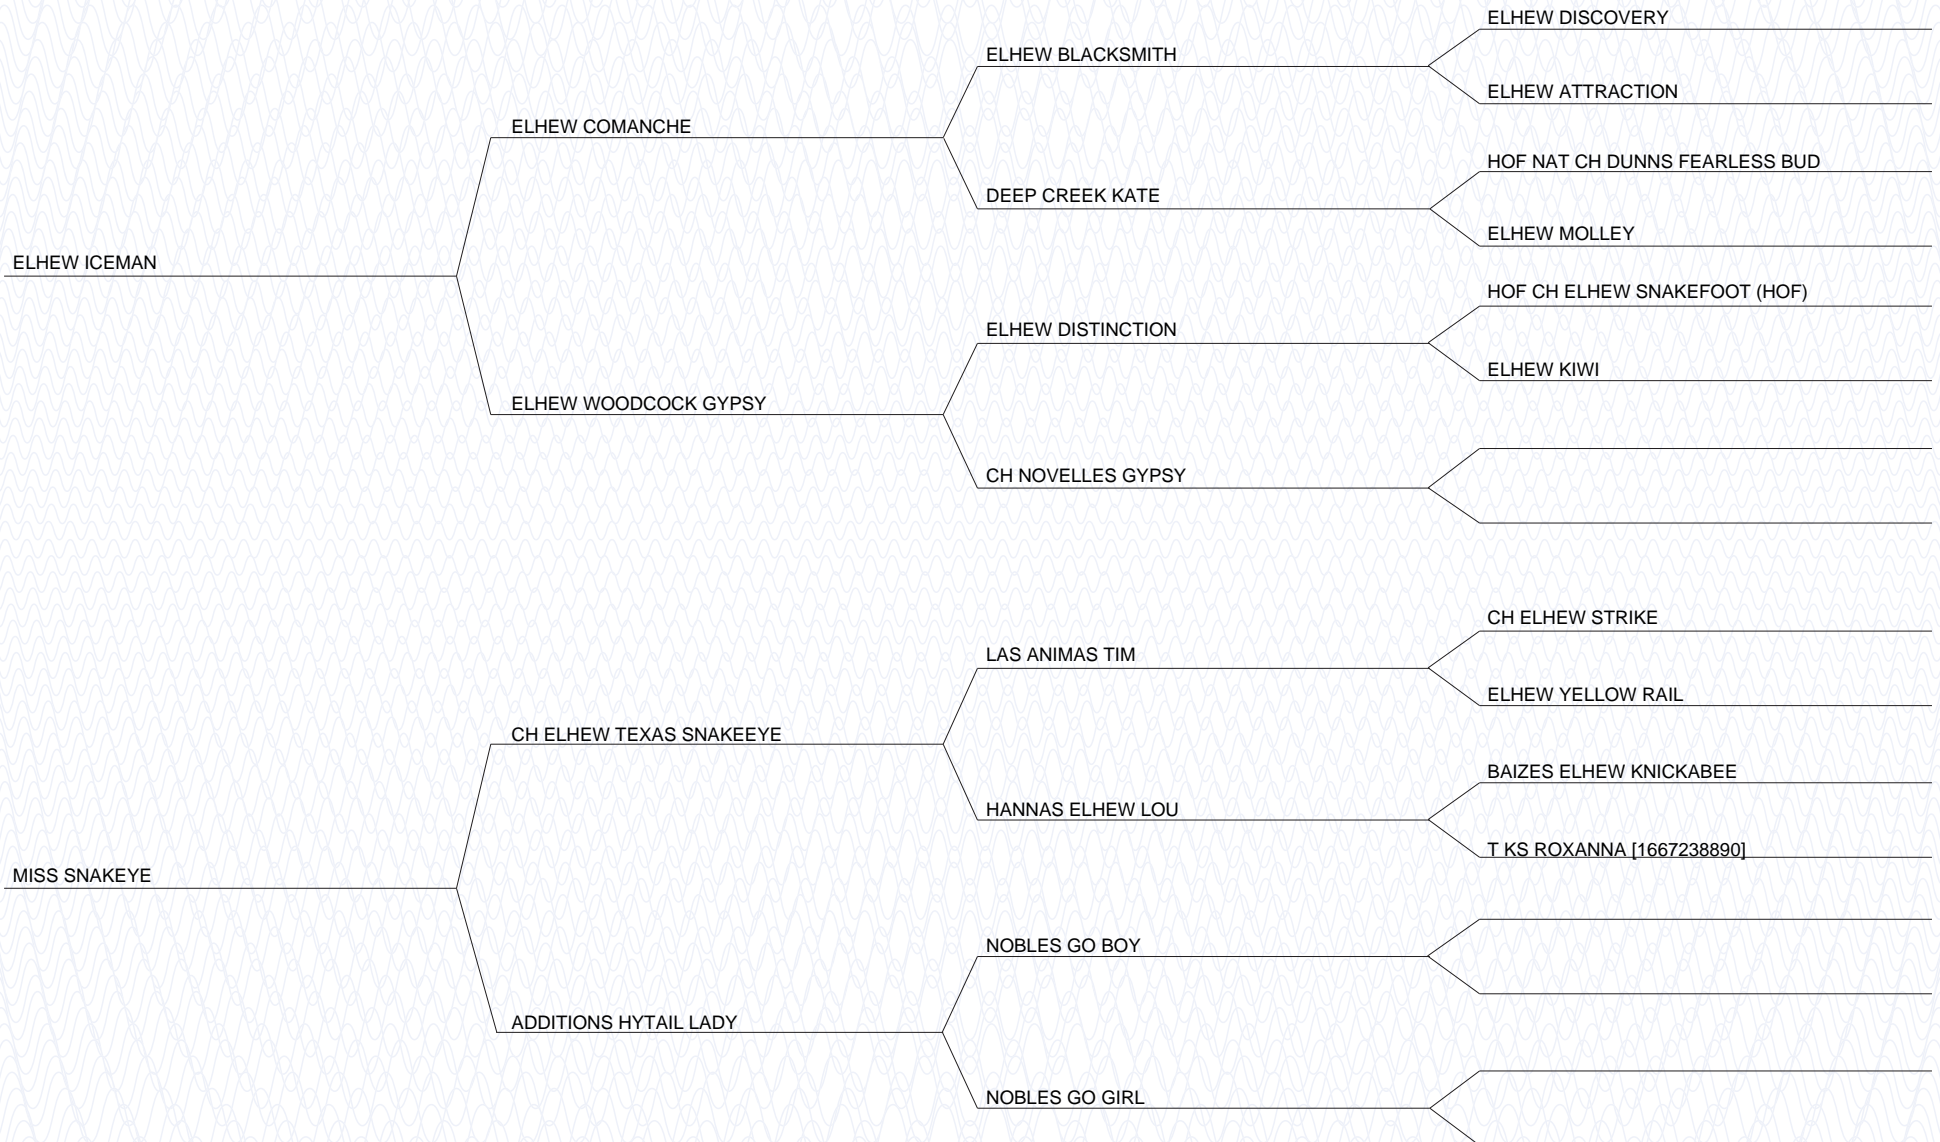 ELHEW DISCOVERY
ELHEW BLACKSMITH
ELHEW ATTRACTION
ELHEW COMANCHE
HOF NAT CH DUNNS FEARLESS BUD
DEEP CREEK KATE
ELHEW MOLLEY
ELHEW ICEMAN
HOF CH ELHEW SNAKEFOOT (HOF)
ELHEW DISTINCTION
ELHEW KIWI
ELHEW WOODCOCK GYPSY
CH NOVELLES GYPSY
CH ELHEW STRIKE
LAS ANIMAS TIM
ELHEW YELLOW RAIL
CH ELHEW TEXAS SNAKEEYE
BAIZES ELHEW KNICKABEE
HANNAS ELHEW LOU
T KS ROXANNA [1667238890]
MISS SNAKEYE
NOBLES GO BOY
ADDITIONS HYTAIL LADY
NOBLES GO GIRL